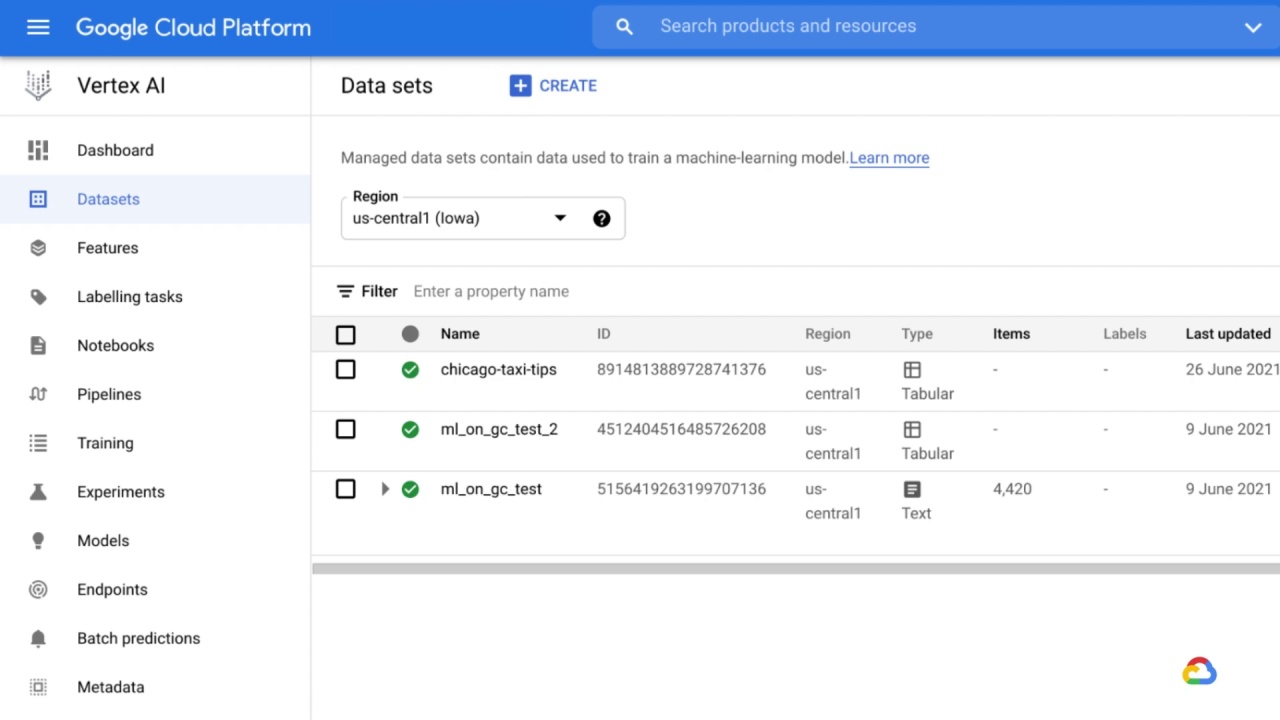 Google Cloud Platform
Search products and resources
Vertex AI
Data sets
CREATE
Dashboard
Datasets
Features
Labelling tasks
Notebooks
Pipelines
Training
Experiments
Models
Endpoints
Batch predictions
Metadata
Managed data sets contain data used to train a machine-learning model.Learn more
Region
us-central1 (Iowa)
Filter Enter a property name
Name ID Region Type Items Labels Last updated
chicago-taxi-tips 8914813889728741376 us- - - 26 June 2021
central1 Tabular
ml_on_gc_test_2 4512404516485726208 us- - - 9 June 2021
central1 Tabular
ml_on_gc_test 5156419263199707136 us- 4,420 - 9 June 2021
central1 Text